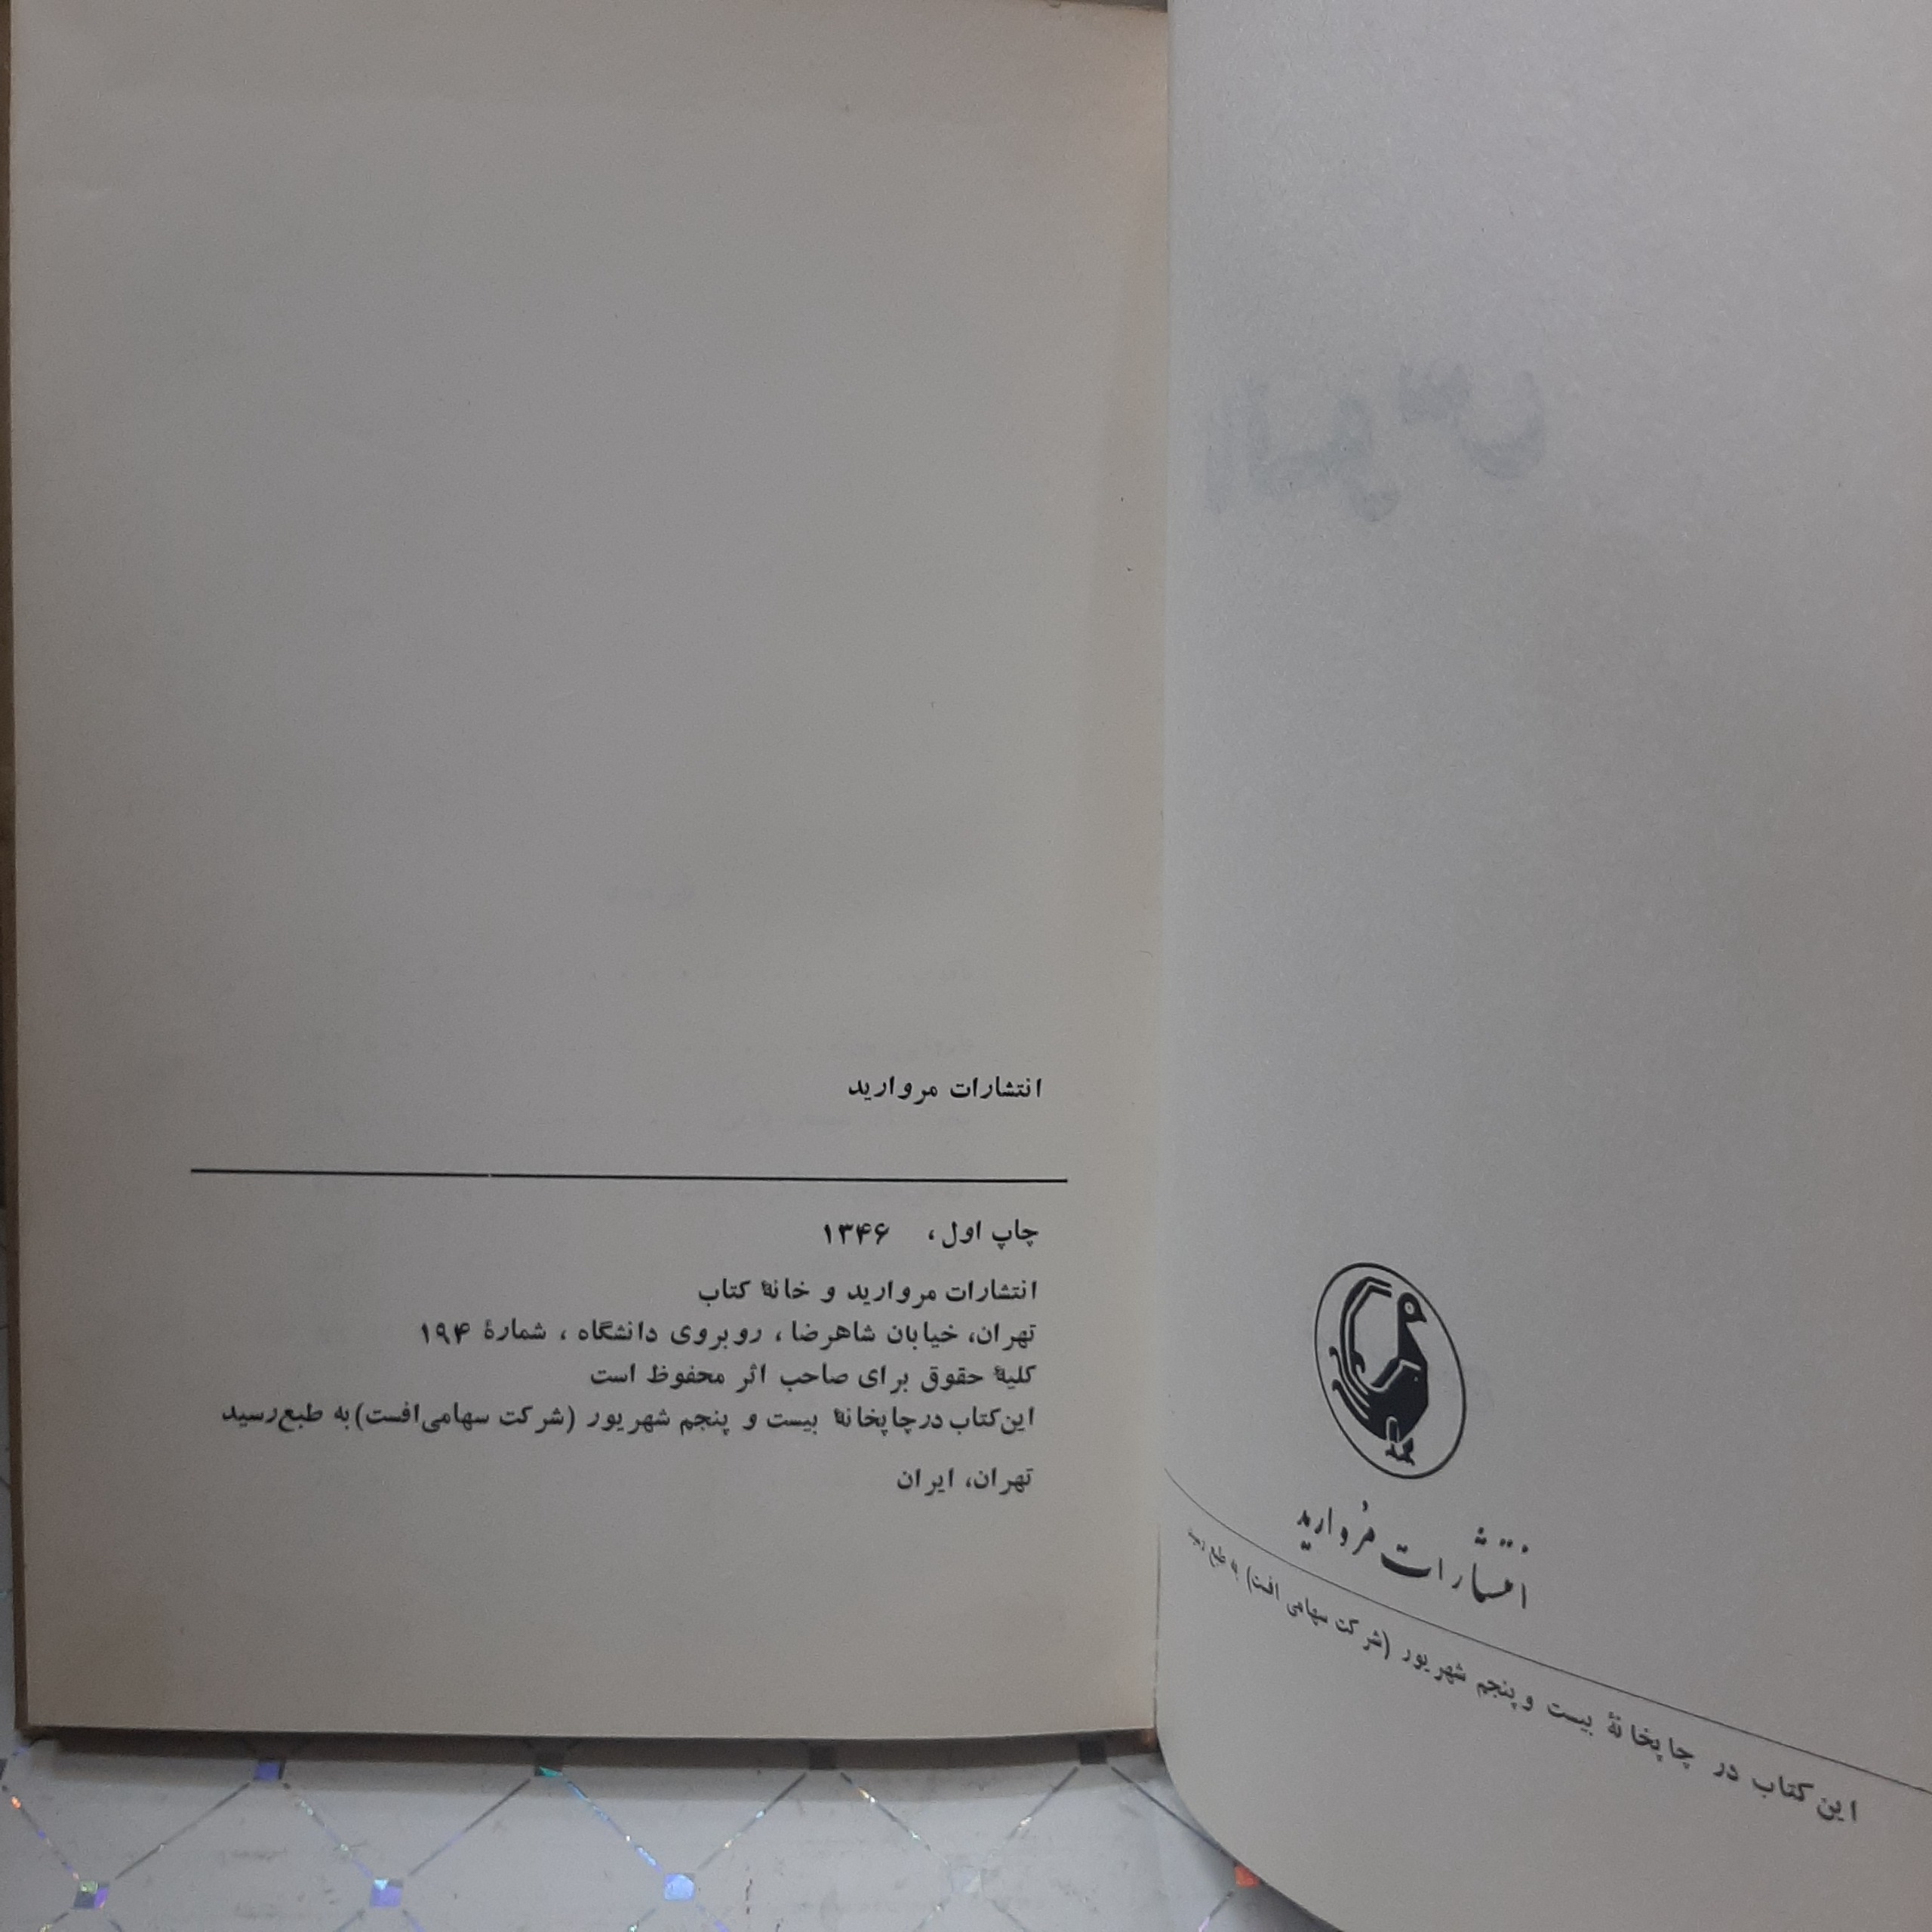 انتشارات مروارید
این کتاب در چاپخانهٔ بیست و پنجم شهریور (شرکت سهامی افست) به طبع رسید
انتشارات مروارید
چاپ اول، ۱۳۴۶
انتشارات مروارید و خانهٔ کتاب
تهران، خیابان شاهرضا، روبروی دانشگاه، شمارهٔ ۱۹۴
کلیهٔ حقوق برای صاحب اثر محفوظ است
این‌کتاب درچاپخانهٔ بیست و پنجم شهریور (شرکت سهامی‌افست) به طبع‌رسید
تهران، ایران